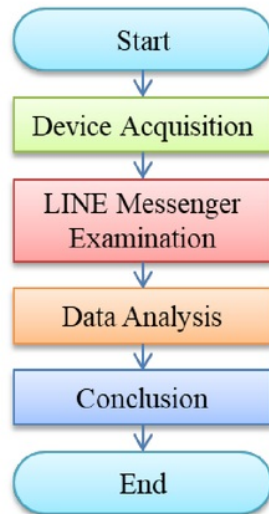 Start
Device Acquisition
LINE Messenger
Examination
Data Analysis
Conclusion
End